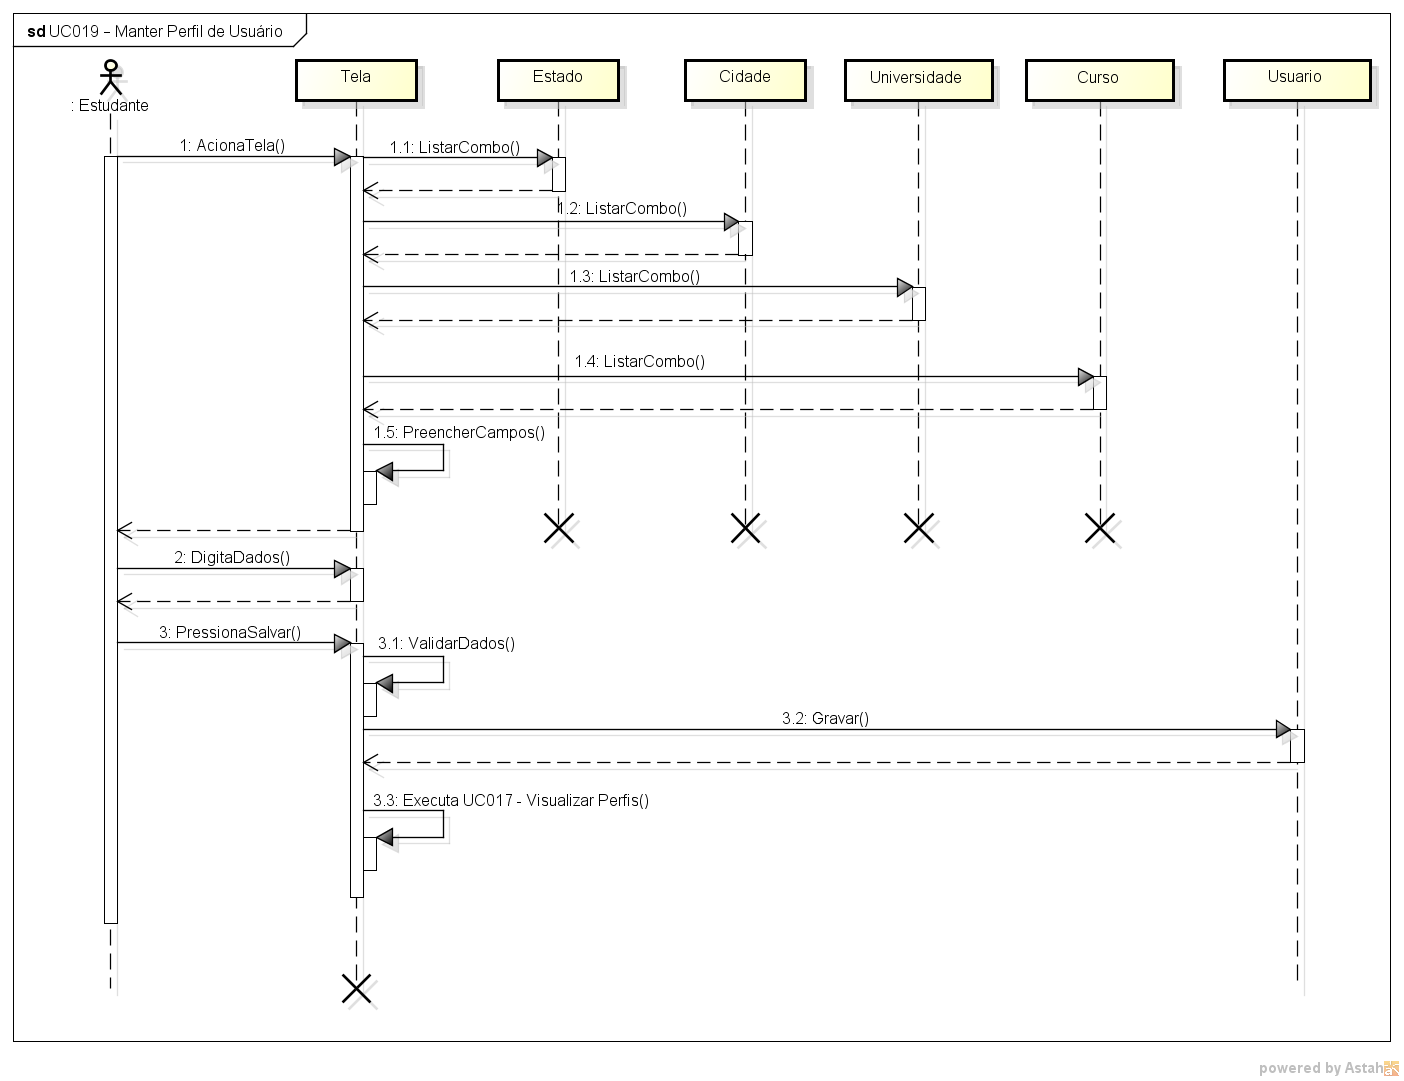 sd UC019 - Manter Perfil de Usuário
: Estudante
Tela
Estado
Cidade
Universidade
Curso
Usuario
1: AcionaTela()
1.1: ListarCombo()
1.2: ListarCombo()
1.3: ListarCombo()
1.4: ListarCombo()
1.5: PreencherCampos()
2: DigitaDados()
3: PressionaSalvar()
3.1: ValidarDados()
3.2: Gravar()
3.3: Executa UC017 - Visualizar Perfis()
powered by Astah